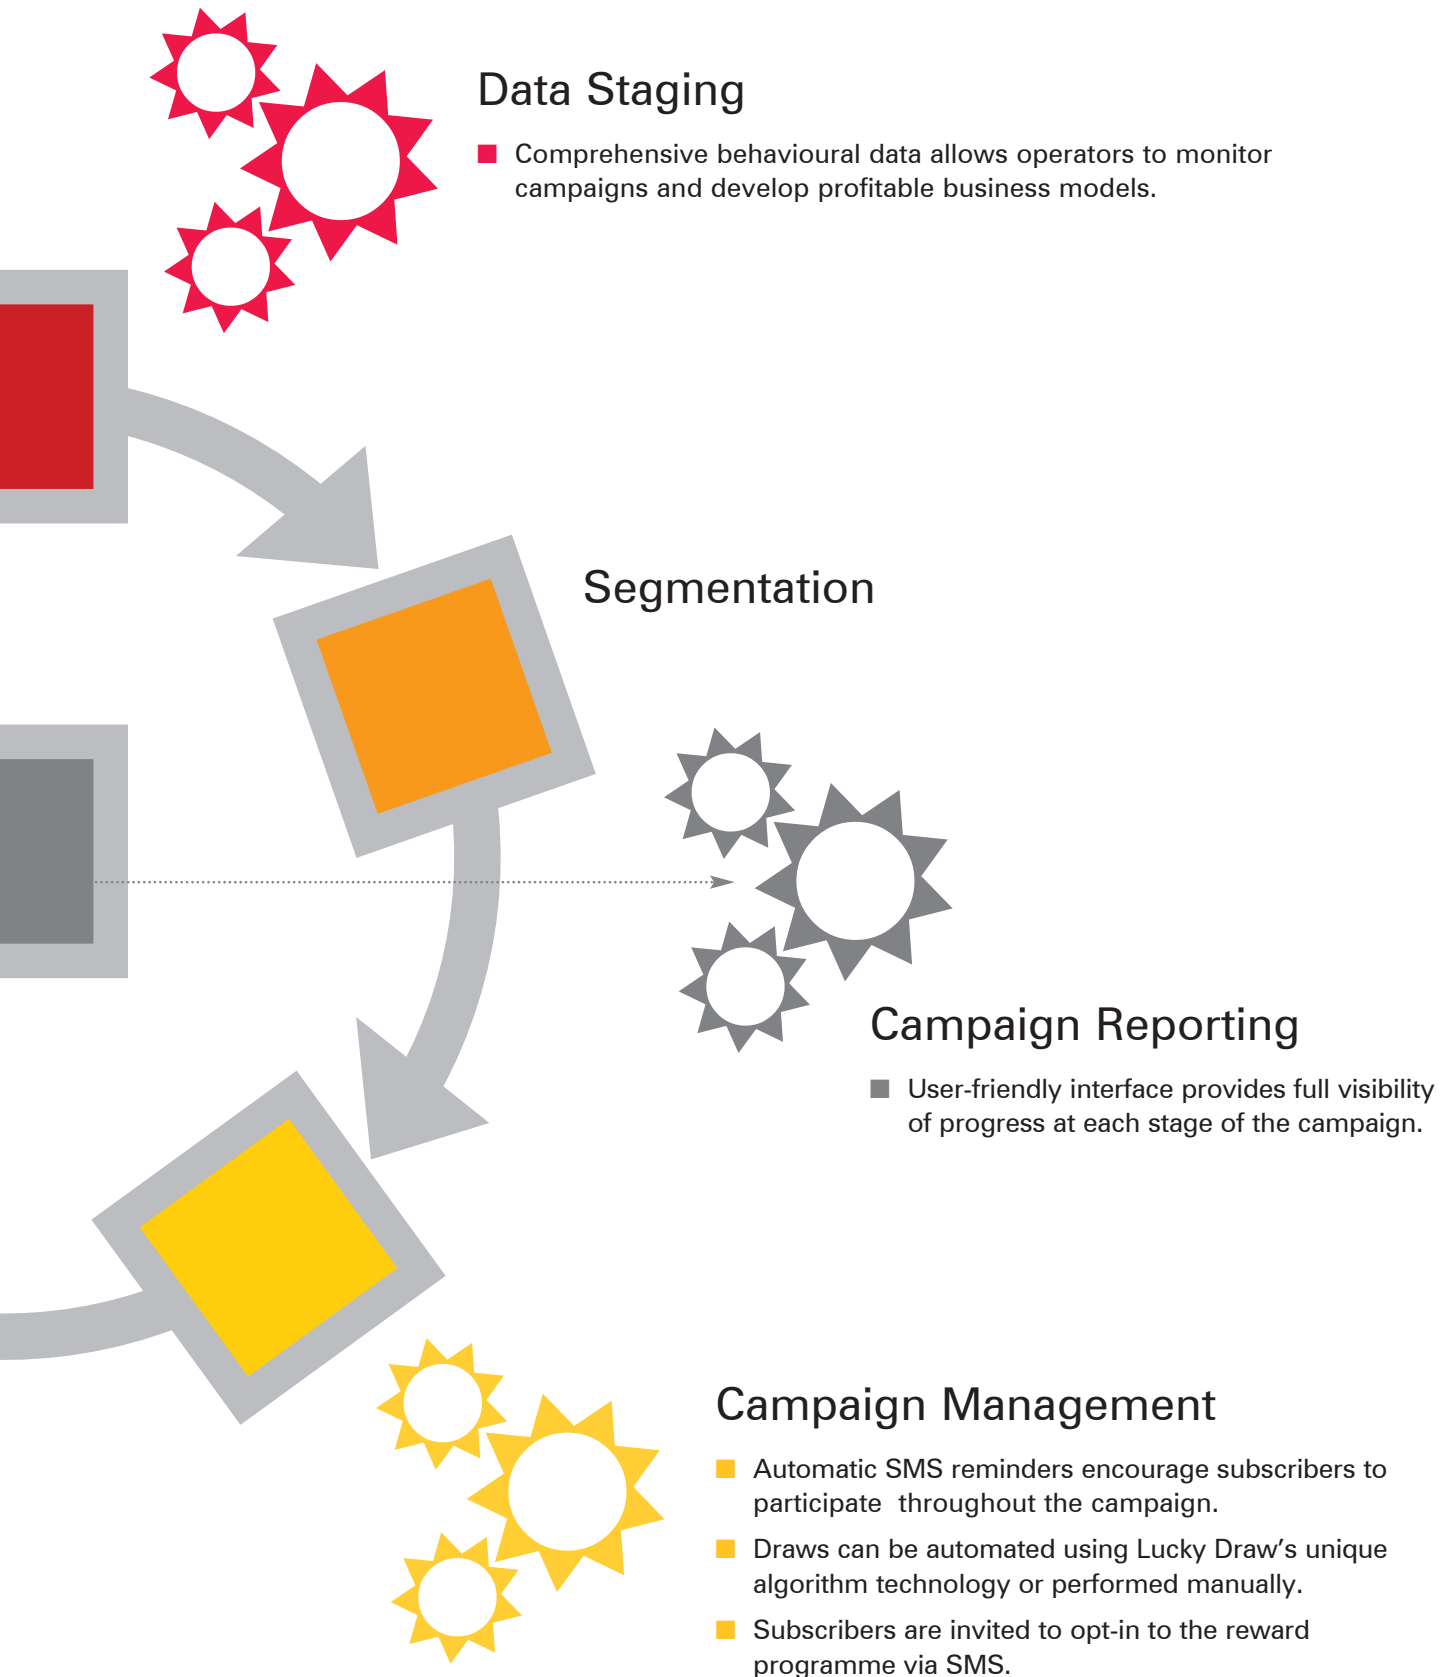 Data Staging
■ Comprehensive behavioural data allows operators to monitor
campaigns and develop profitable business models.
Segmentation
Campaign Reporting
■ User-friendly interface provides full visibility
of progress at each stage of the campaign.
Campaign Management
■ Automatic SMS reminders encourage subscribers to
participate  throughout the campaign.
■ Draws can be automated using Lucky Draw’s unique
algorithm technology or performed manually.
■ Subscribers are invited to opt-in to the reward
programme via SMS.